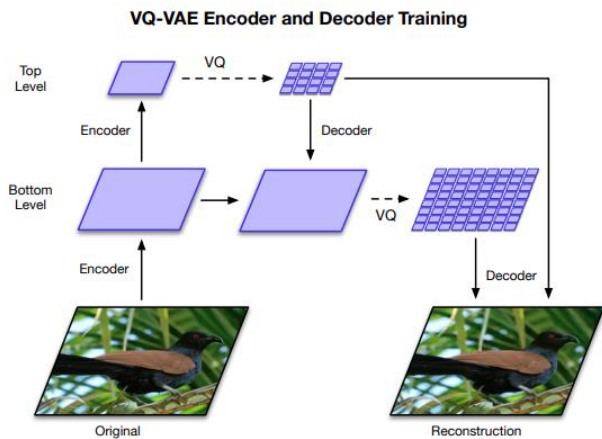 VQ-VAE Encoder and Decoder Training
VQ
Top
Level
Encoder
Decoder
Bottom
Level
VQ
Encoder
Decoder
Original
Reconstruction